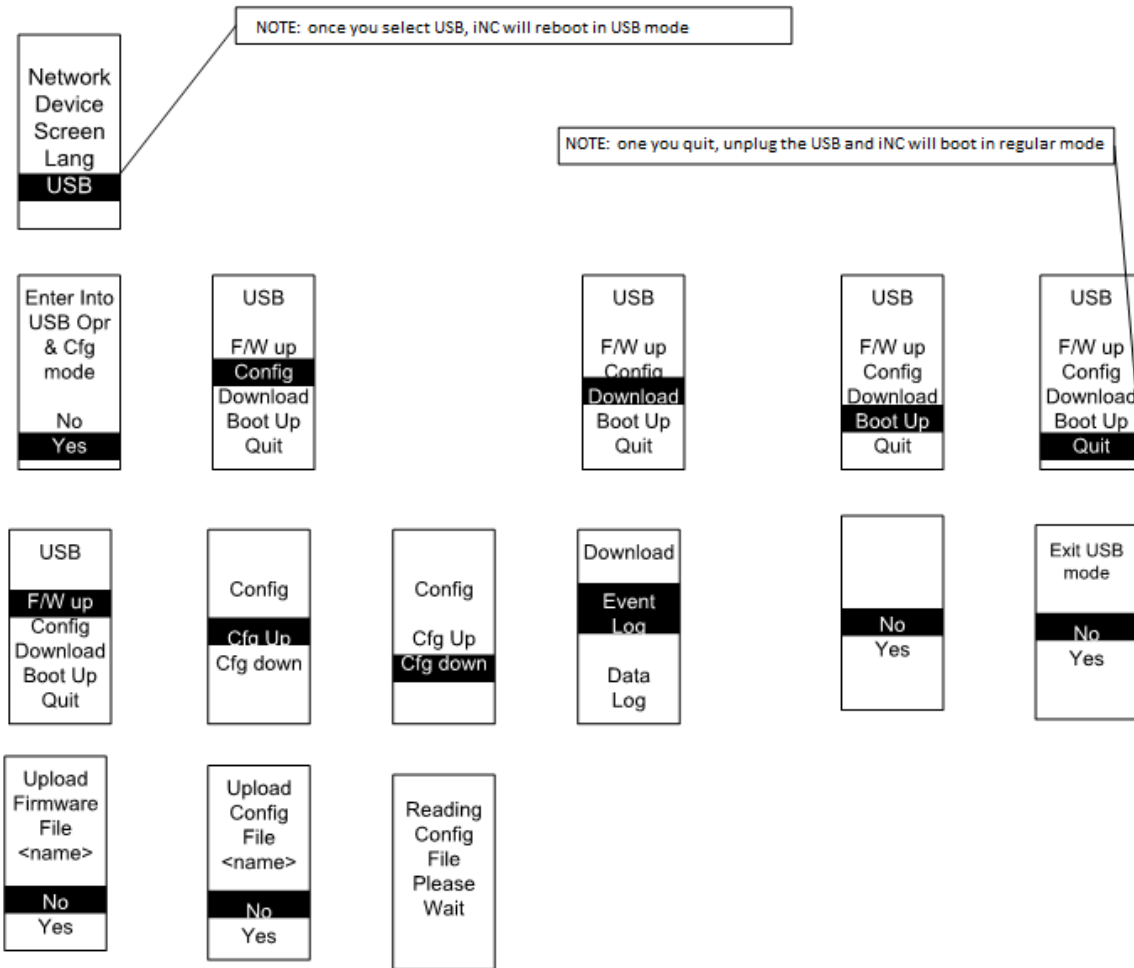 NOTE: once you select USB, iNC will reboot in USB mode
Network
Device
Screen
Lang
USB
NOTE: one you quit, unplug the USB and iNC will boot in regular mode
Enter Into
USB Opr
& Cfg
mode
No
Yes
USB
F/W up
Config
Download
Boot Up
Quit
USB
F/W up
Config
Download
Boot Up
Quit
USB
F/W up
Config
Download
Boot Up
Quit
USB
F/W up
Config
Download
Boot Up
Quit
USB
F/W up
Config
Download
Boot Up
Quit
Config
Cfg Up
Cfg down
Config
Cfg Up
Cfg down
Download
Event
Log
Data
Log
No
Yes
Exit USB
mode
No
Yes
Upload
Firmware
File
<name>
No
Yes
Upload
Config
File
<name>
No
Yes
Reading
Config
File
Please
Wait